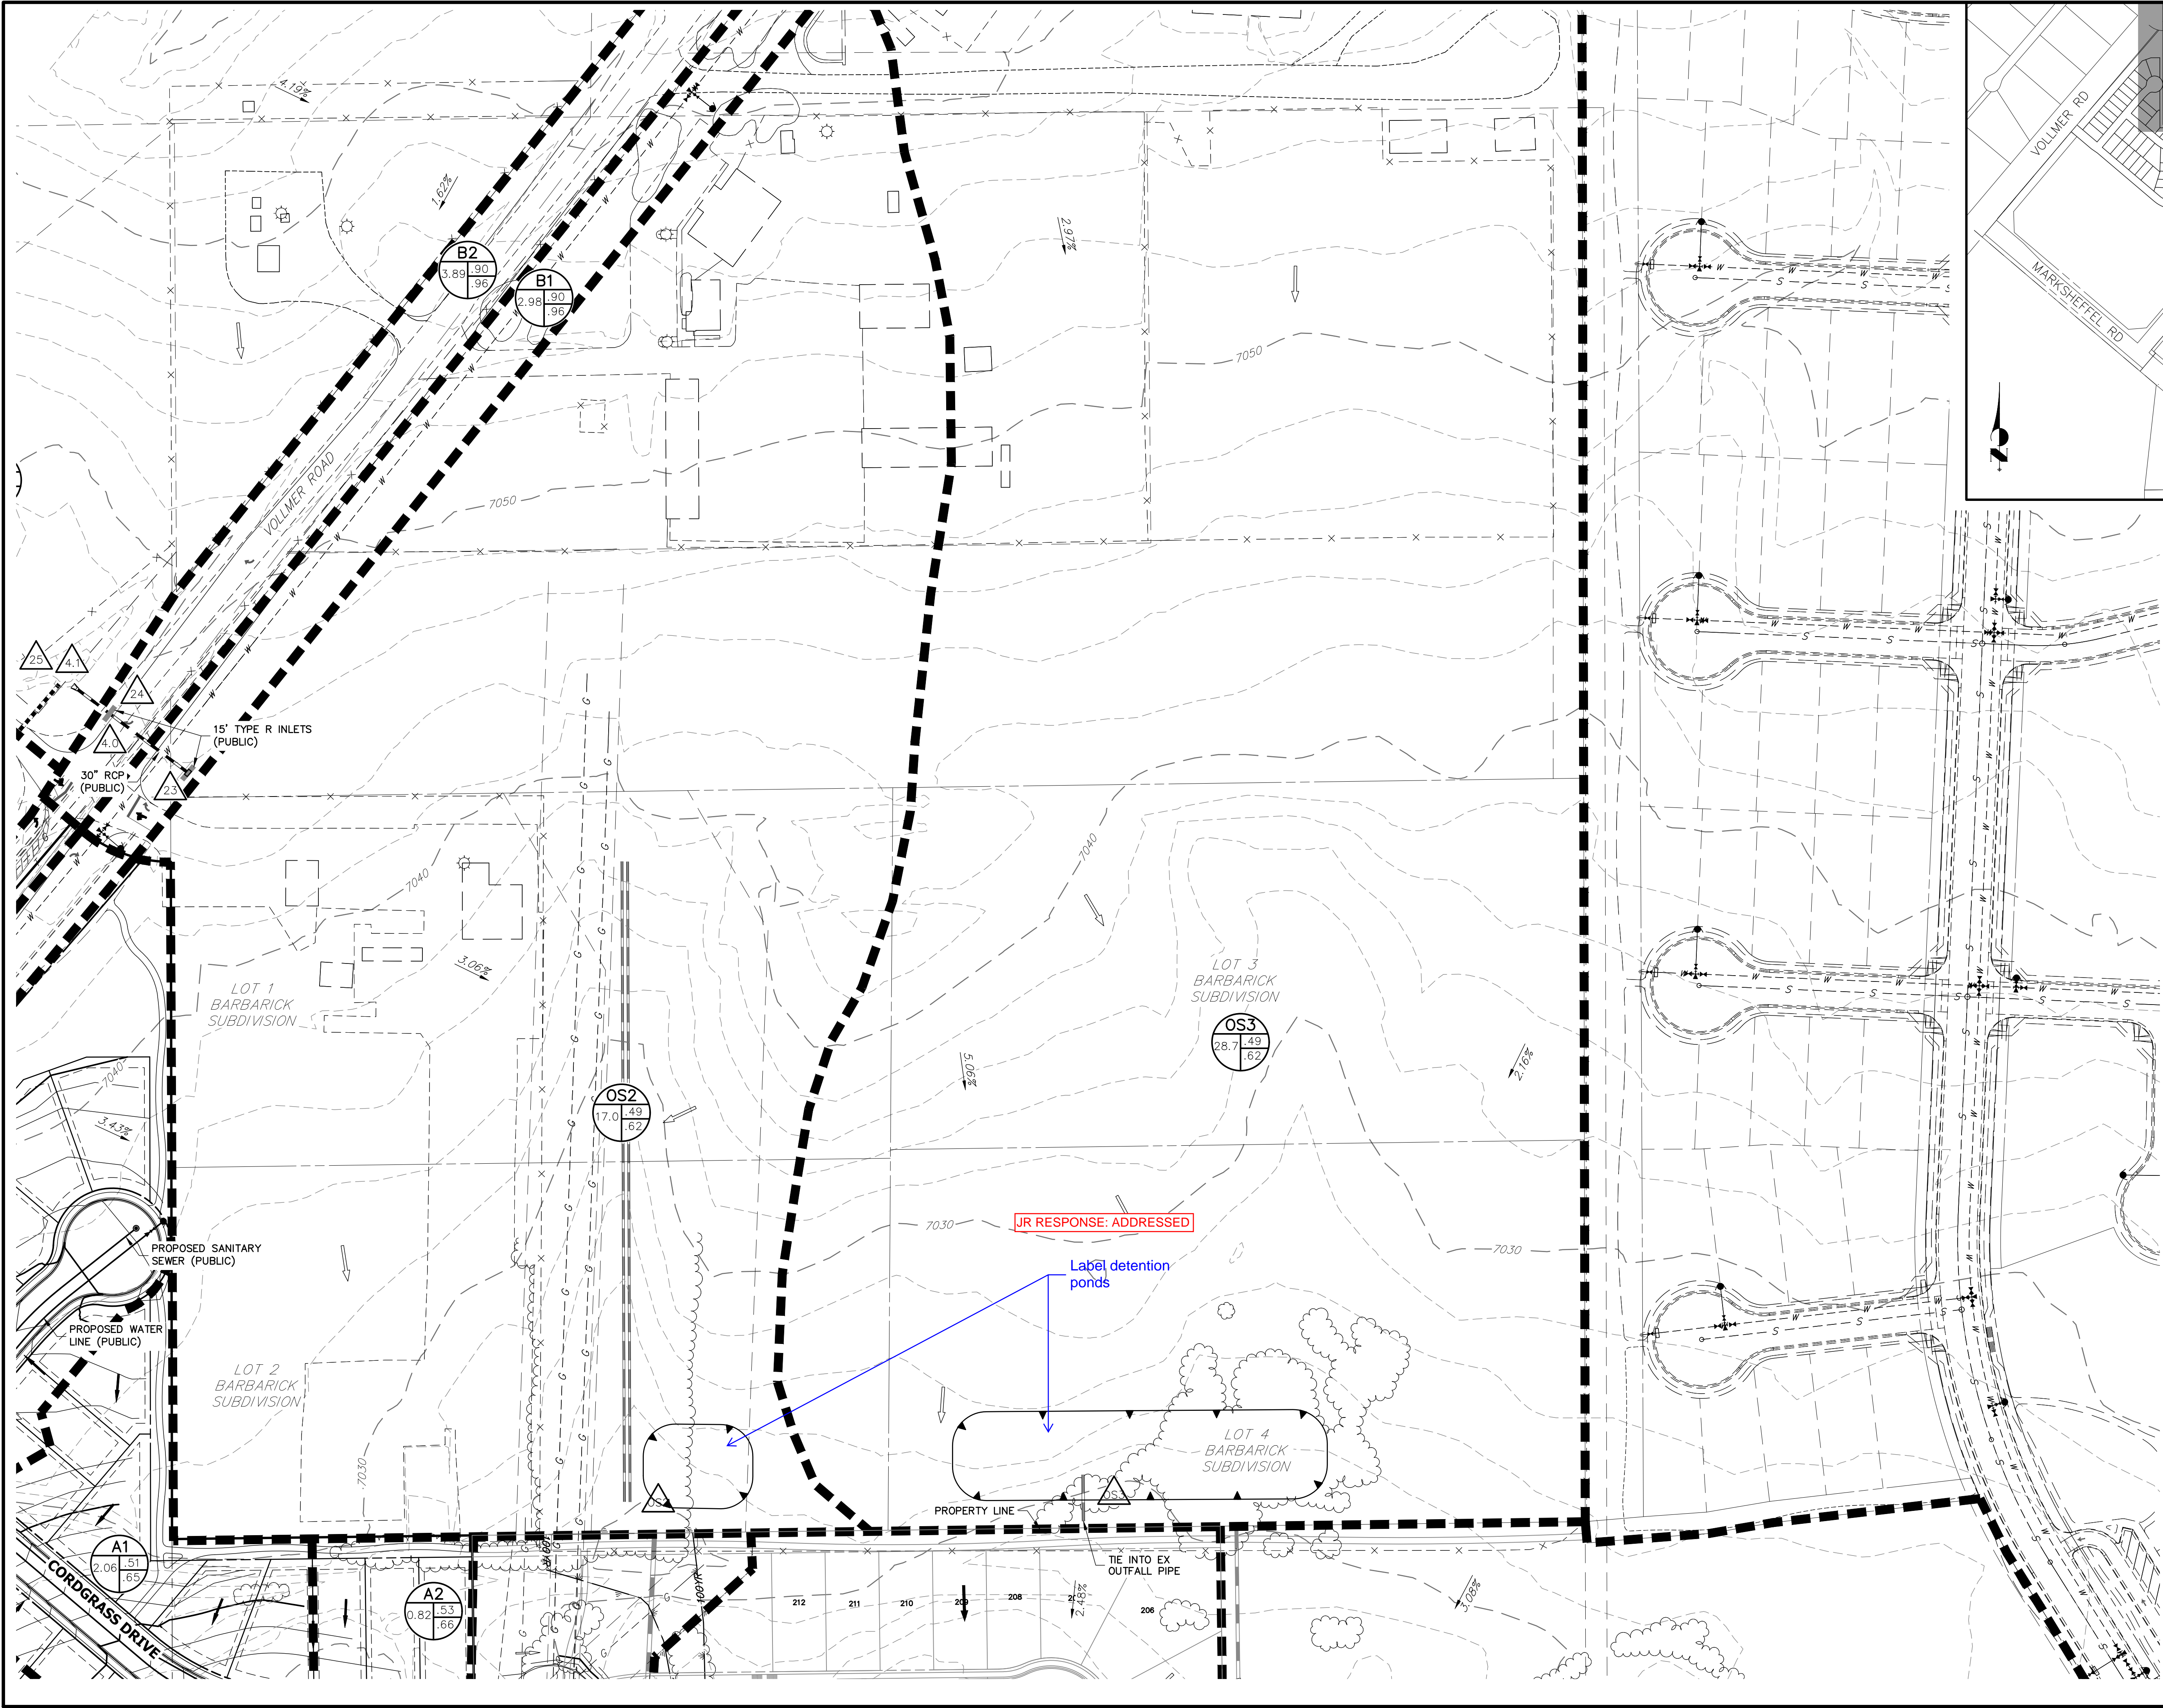 VOLLMER RD
MARKSHEFFEL RD
4.19%
1.62%
2.97%
B2
3.89 .90
.96
B1
2.98 .90
.96
7050
7050
VOLLMER ROAD
25
4.1
24
4.0
23
15' TYPE R INLETS
(PUBLIC)
30" RCP
(PUBLIC)
7040
7040
3.06%
LOT 1
BARBARICK
SUBDIVISION
LOT 3
BARBARICK
SUBDIVISION
OS3
28.7 .49
.62
5.06%
2.16%
7040
3.43%
OS2
17.0 .49
.62
7030
JR RESPONSE: ADDRESSED
7030
Label detention
ponds
PROPOSED SANITARY
SEWER (PUBLIC)
PROPOSED WATER
LINE (PUBLIC)
LOT 2
BARBARICK
SUBDIVISION
7030
LOT 4
BARBARICK
SUBDIVISION
PROPERTY LINE
TIE INTO EX
OUTFALL PIPE
A1
2.06 .51
.65
CORDGRASS DRIVE
A2
0.82 .53
.66
100YR
100YR
212
211
210
209
208
206
2.48%
3.08%